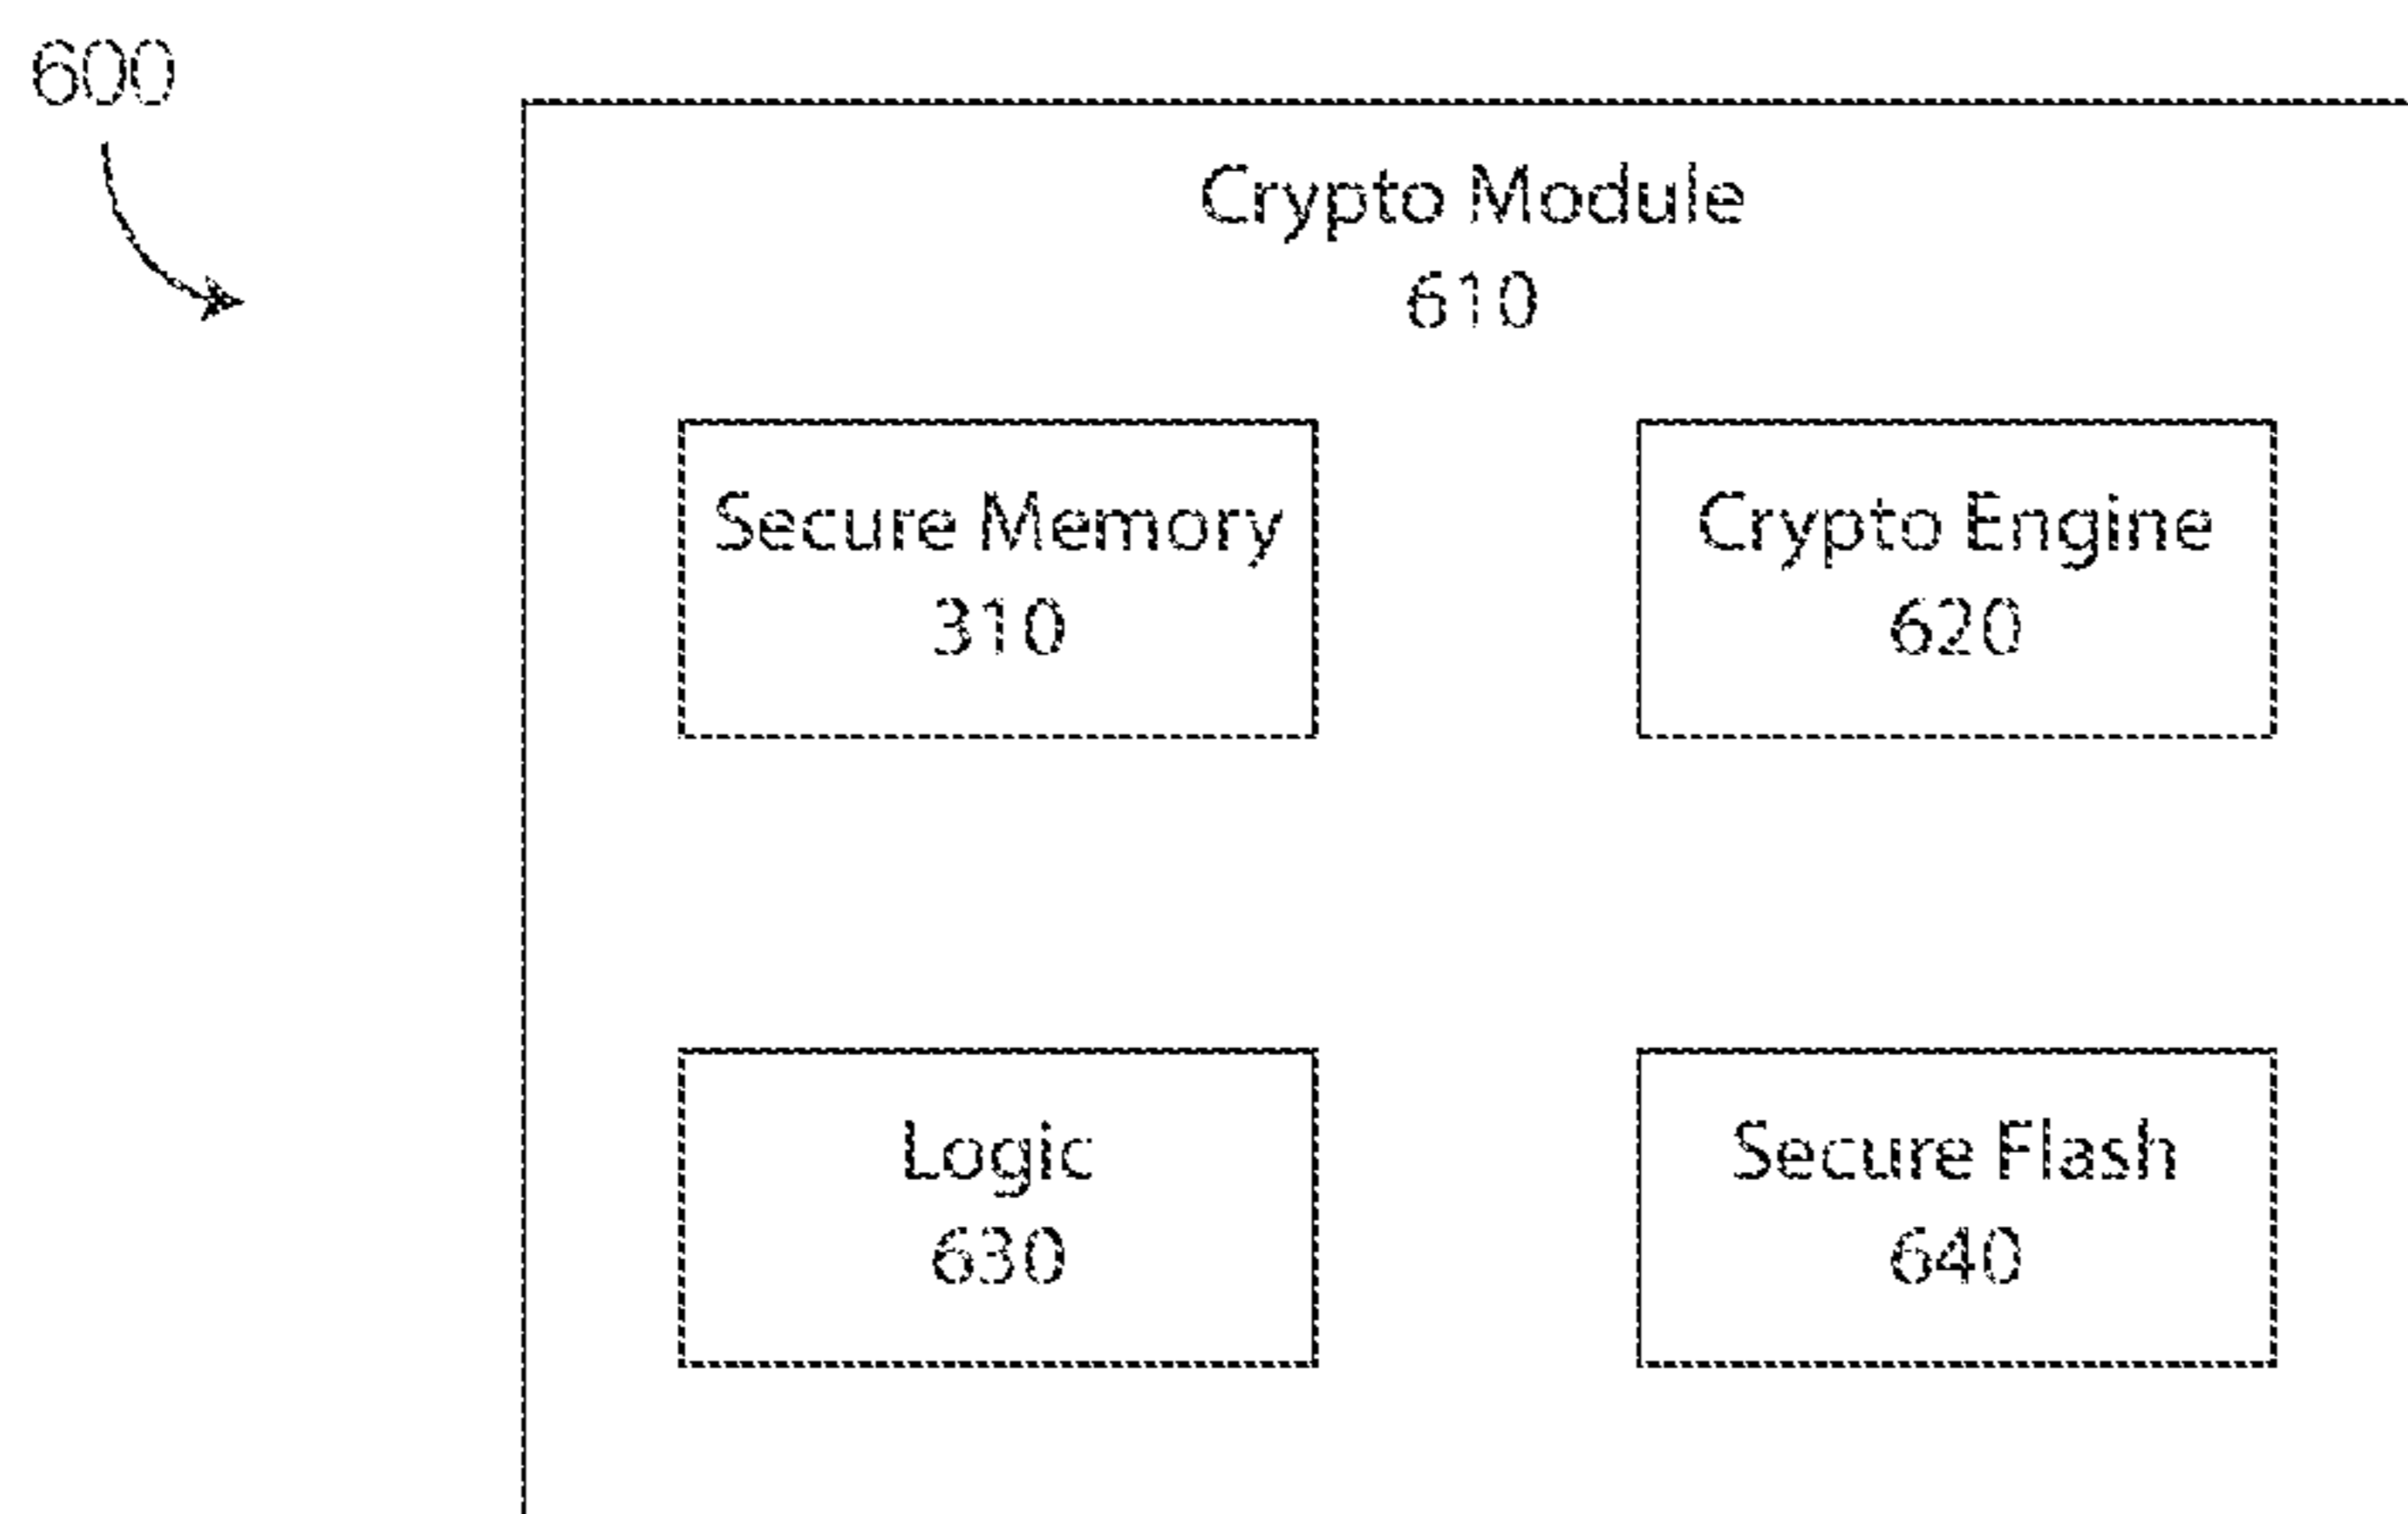 600
Crypto Module
610
Secure Memory
310
Crypto Engine
620
Logic
630
Secure Flash
640